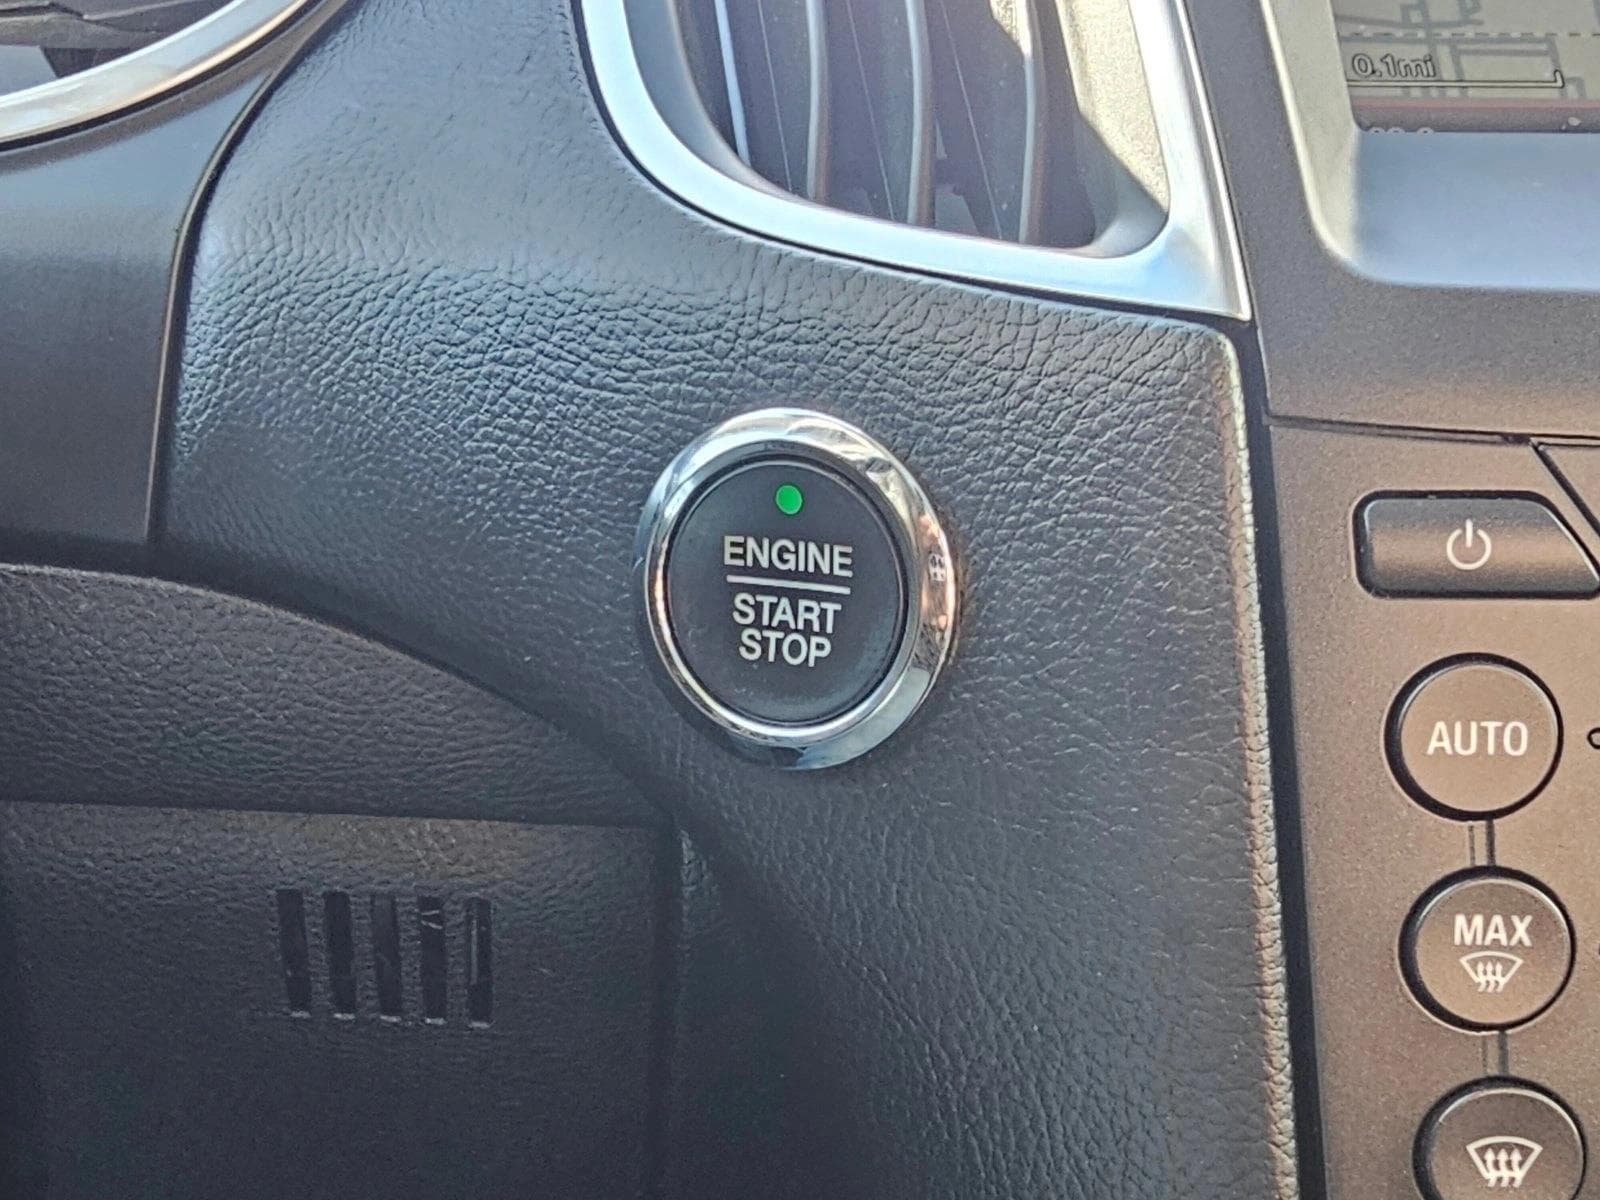 0.1mi
ENGINE
START
STOP
AUTO
MAX